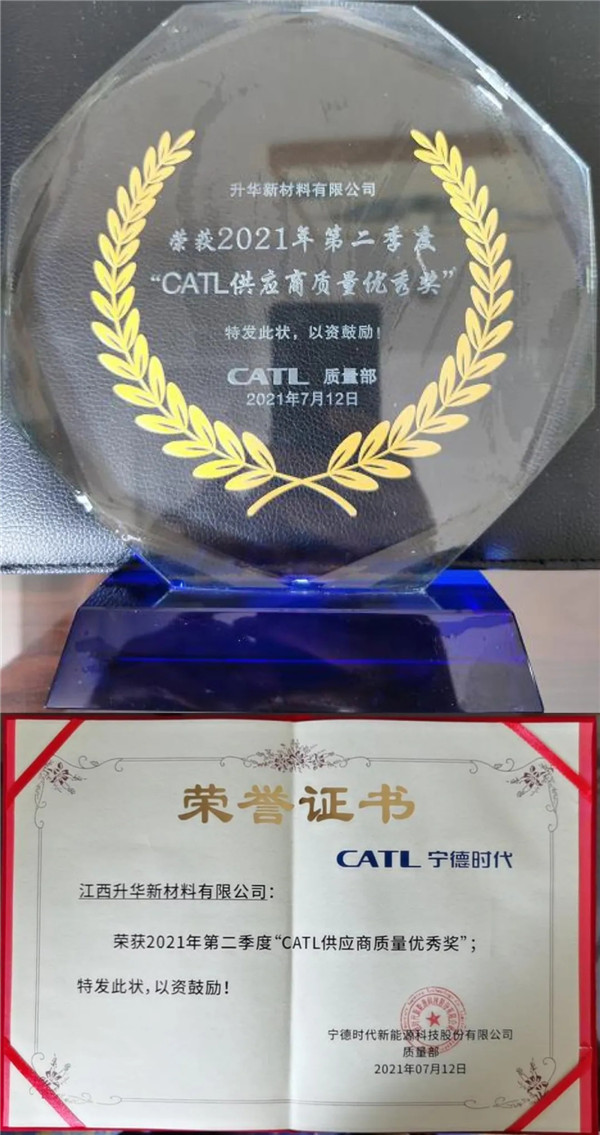 升华新材料有限公司
荣获2021年第二季度
“CATL供应商质量优秀奖”
特发此状，以资鼓励！
CATL 质量部
2021年7月12日
荣誉证书
CATL 宁德时代
江西升华新材料有限公司：
荣获2021年第二季度“CATL供应商质量优秀奖”；
特发此状，以资鼓励！
宁德时代新能源科技股份有限公司
质量部
2021年07月12日